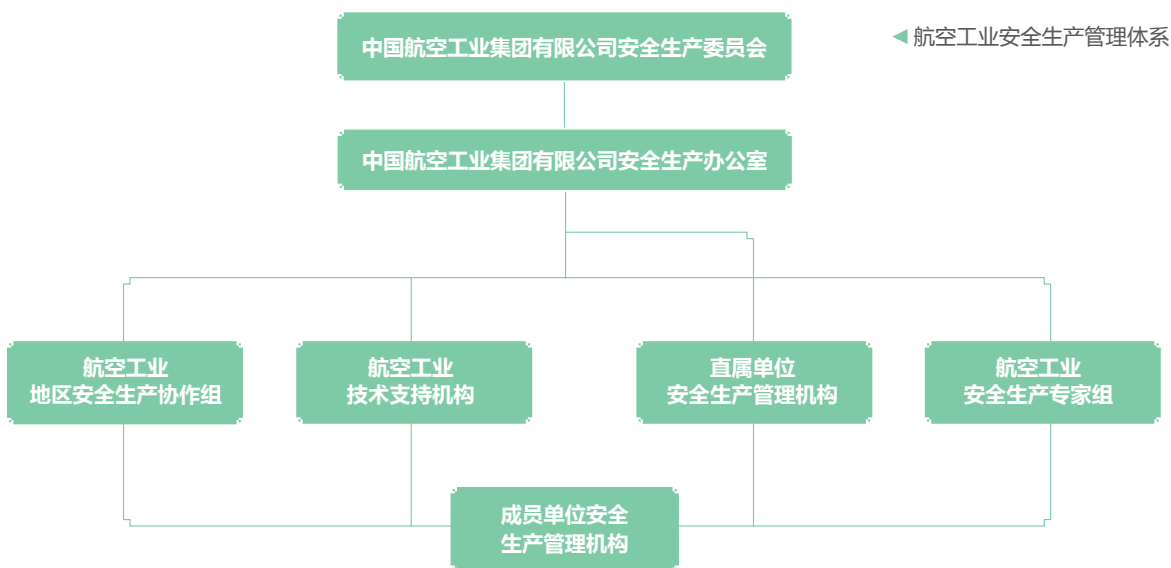 中国航空工业集团有限公司安全生产委员会
◀ 航空工业安全生产管理体系
中国航空工业集团有限公司安全生产办公室
航空工业
地区安全生产协作组
航空工业
技术支持机构
直属单位
安全生产管理机构
航空工业
安全生产专家组
成员单位安全
生产管理机构